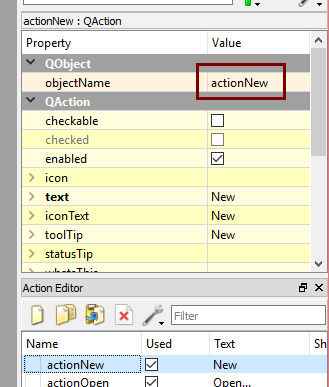 actionNew : QAction
Property Value
QObject
objectName actionNew
QAction
checkable
checked
enabled
icon
text New
iconText New
toolTip New
statusTip
whatsThis
Action Editor
Filter
Name Used Text Sh
actionNew New
actionOpen Open...